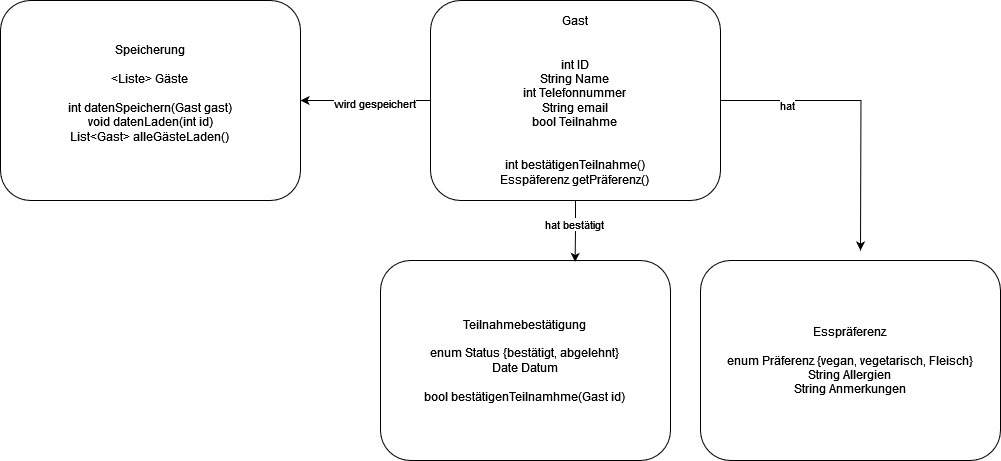 Speicherung
<Liste> Gäste
int datenSpeichern(Gast gast)
void datenLaden(int id)
List<Gast> alleGästeLaden()
wird gespeichert
Gast
int ID
String Name
int Telefonnummer
String email
bool Teilnahme
int bestätigenTeilnahme()
Esspäferenz getPräferenz()
hat
hat bestätigt
Teilnahmebestätigung
enum Status {bestätigt, abgelehnt}
Date Datum
bool bestätigenTeilnamhme(Gast id)
Esspräferenz
enum Präferenz {vegan, vegetarisch, Fleisch}
String Allergien
String Anmerkungen